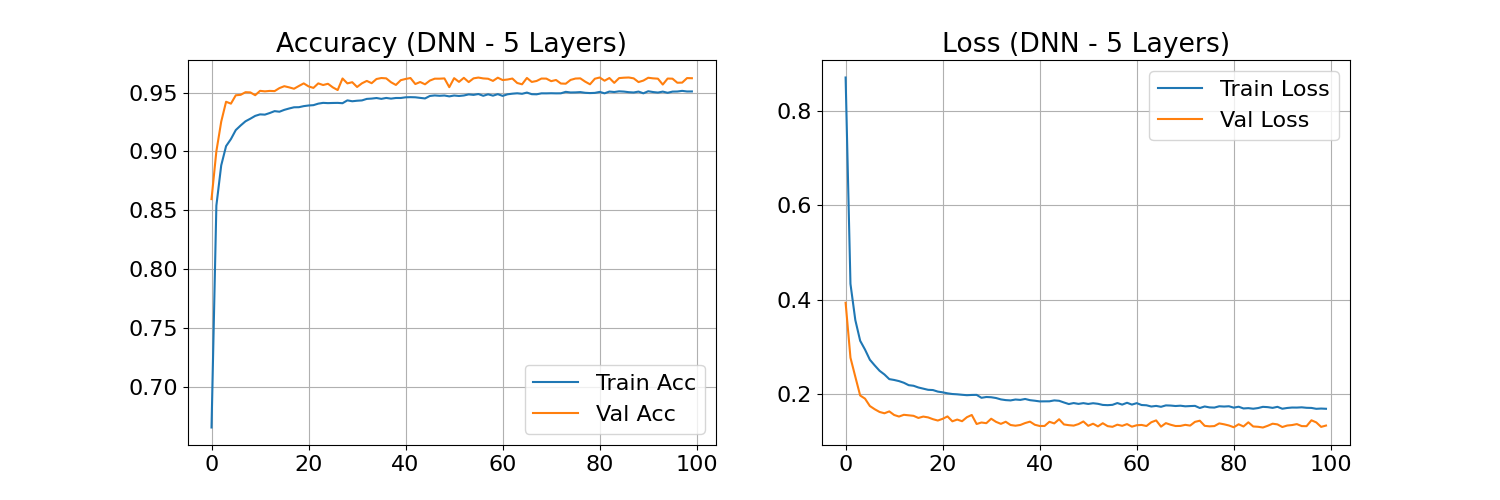 Accuracy (DNN - 5 Layers)
0.95
0.90
0.85
0.80
0.75
0.70
0 20 40 60 80 100
Train Acc
Val Acc
Loss (DNN - 5 Layers)
0.8
0.6
0.4
0.2
0 20 40 60 80 100
Train Loss
Val Loss